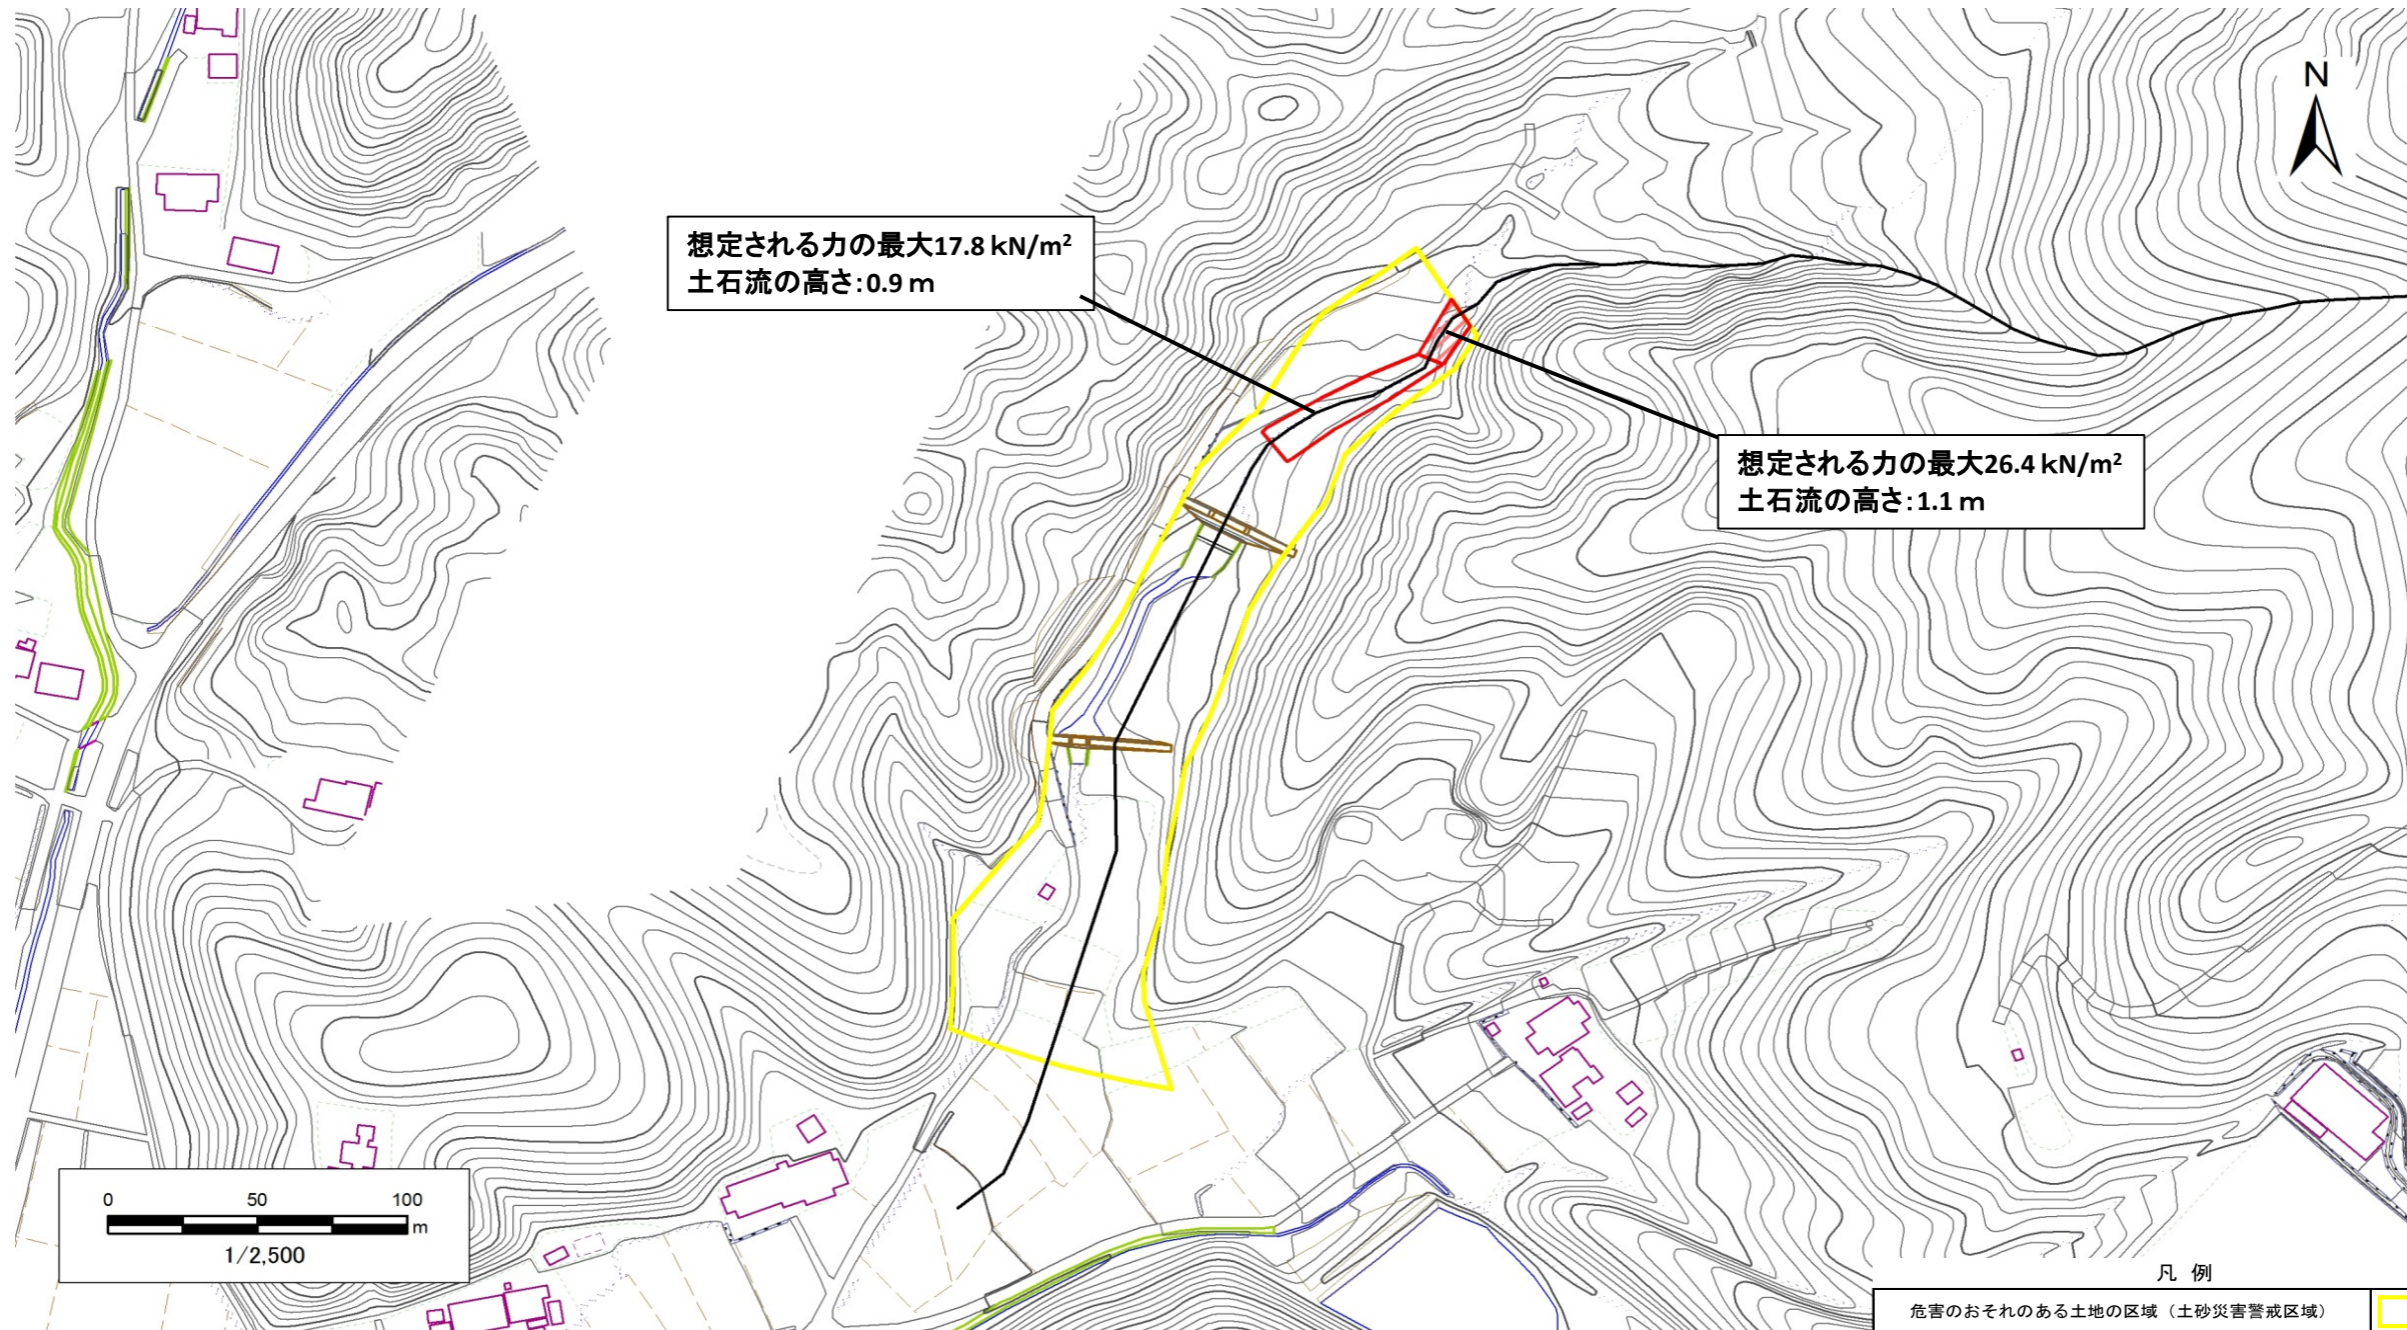 N
想定される力の最大17.8 kN/m²
土石流の高さ:0.9 m
想定される力の最大26.4 kN/m²
土石流の高さ:1.1 m
0 50 100
m
1/2,500
凡 例
危害のおそれのある土地の区域（土砂災害警戒区域）